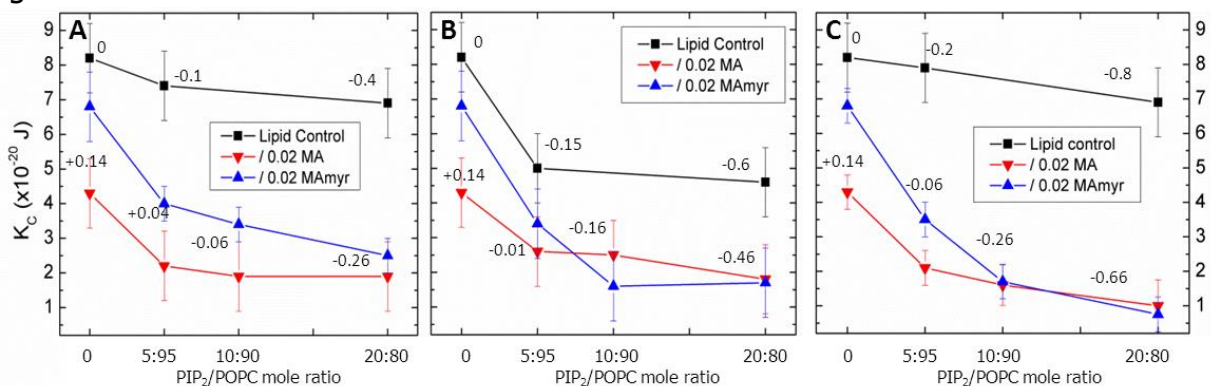 A B C
K_C (x10⁻²⁰ J)
9
8
7
6
5
4
3
2
1
0
-0.1
-0.4
+0.14
+0.04
-0.06
-0.26
Lipid Control
/ 0.02 MA
/ 0.02 MAmyr
0 5:95 10:90 20:80
PIP₂/POPC mole ratio
0
-0.15
-0.6
+0.14
-0.01
-0.16
-0.46
Lipid Control
/ 0.02 MA
/ 0.02 MAmyr
0 5:95 10:90 20:80
PIP₂/POPC mole ratio
0
-0.2
-0.8
+0.14
-0.06
-0.26
-0.66
Lipid Control
/ 0.02 MA
/ 0.02 MAmyr
0 5:95 10:90 20:80
PIP₂/POPC mole ratio
9
8
7
6
5
4
3
2
1